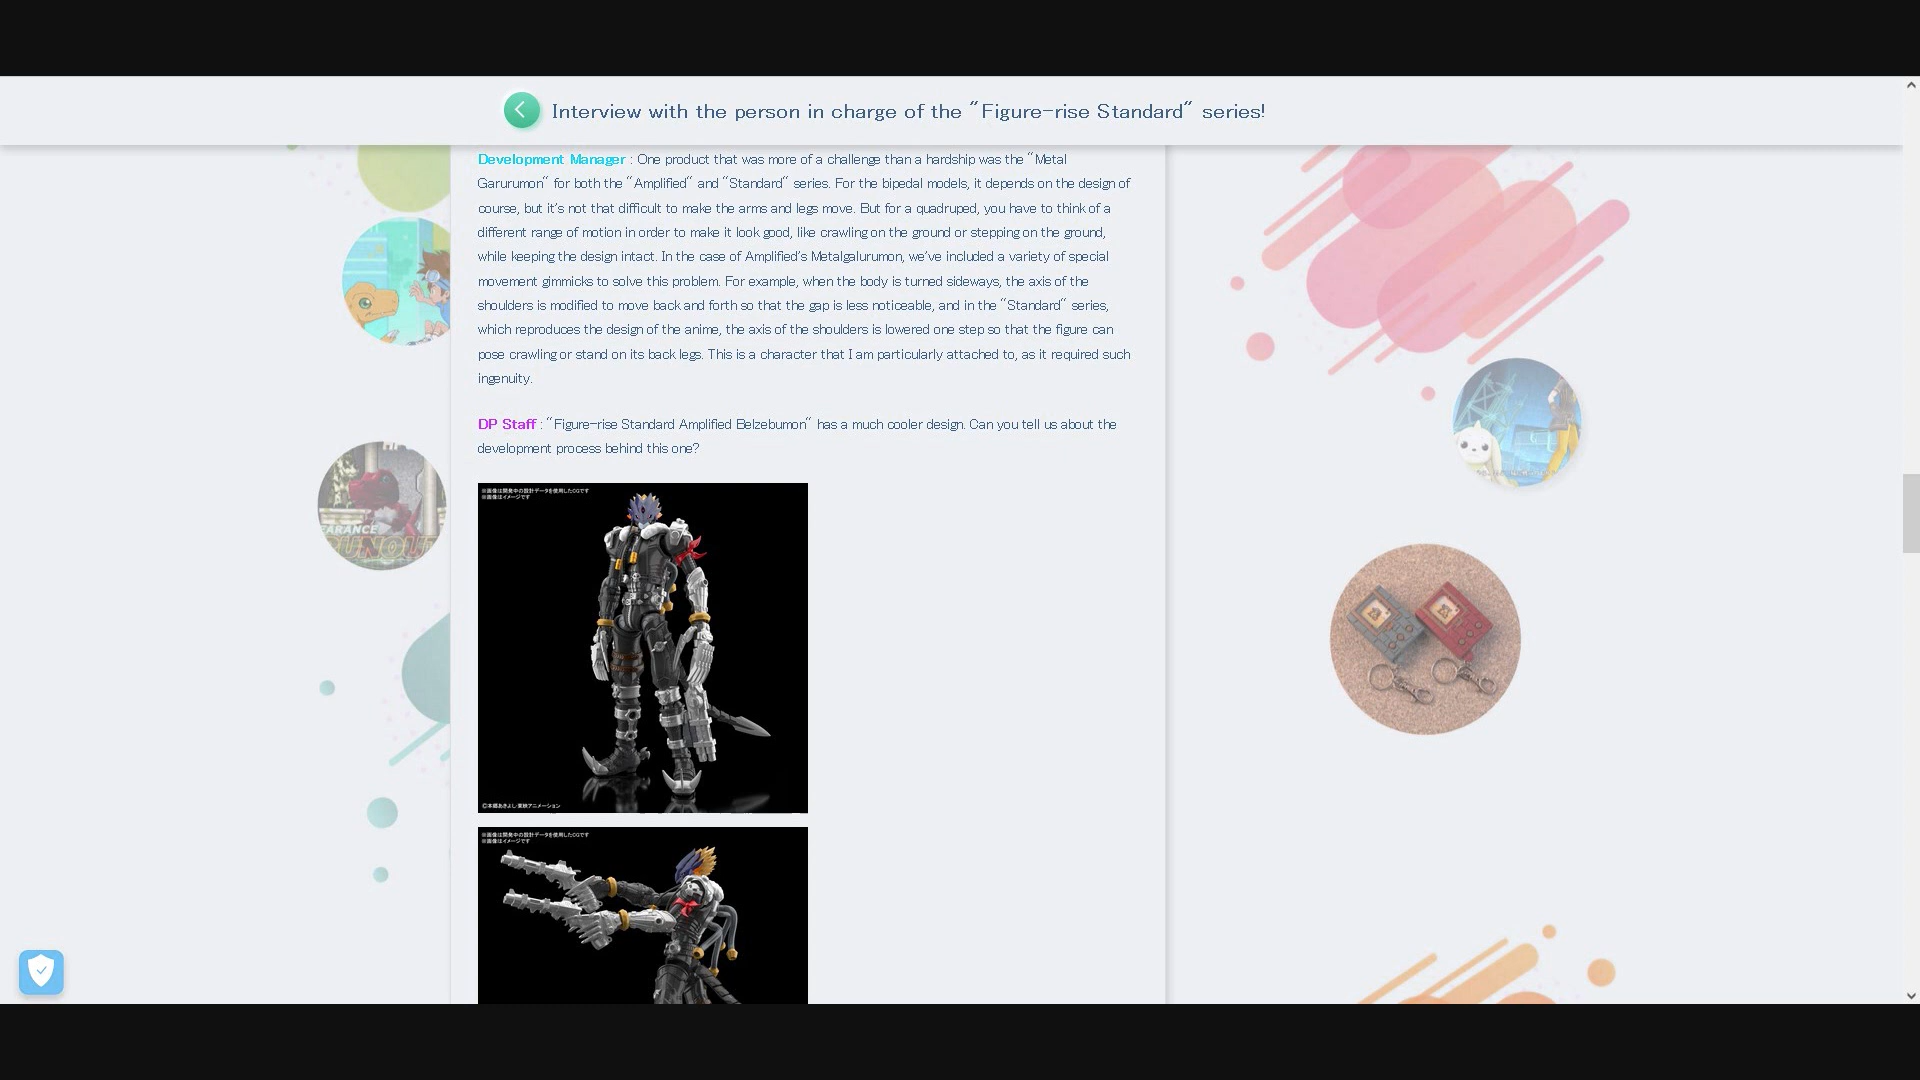 Interview with the person in charge of the "Figure-rise Standard" series!
Development Manager : One product that was more of a challenge than a hardship was the "Metal
Garurumon" for both the "Amplified" and "Standard" series. For the bipedal models, it depends on the design of
course, but it's not that difficult to make the arms and legs move. But for a quadruped, you have to think of a
different range of motion in order to make it look good, like crawling on the ground or stepping on the ground,
while keeping the design intact. In the case of Amplified's Metalgalurumon, we've included a variety of special
movement gimmicks to solve this problem. For example, when the body is turned sideways, the axis of the
shoulders is modified to move back and forth so that the gap is less noticeable, and in the "Standard" series,
which reproduces the design of the anime, the axis of the shoulders is lowered one step so that the figure can
pose crawling or stand on its back legs. This is a character that I am particularly attached to, as it required such
ingenuity.
DP Staff : "Figure-rise Standard Amplified Belzebumon" has a much cooler design. Can you tell us about the
development process behind this one?
※画像は開発中の設計データを使用したCGです
※画像はイメージです
©本郷あきよし・東映アニメーション
※画像は開発中の設計データを使用したCGです
※画像はイメージです